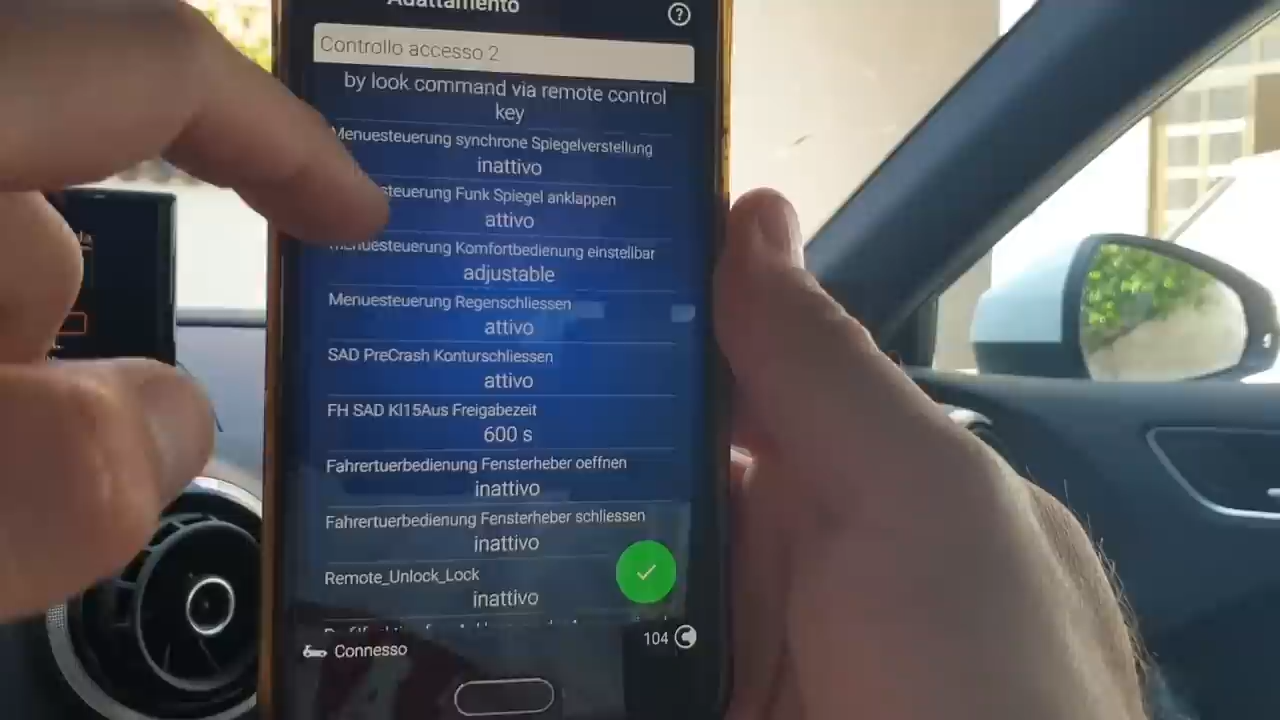 Adattamento
Controllo accesso 2
by look command via remote control
key
Menuesteuerung synchrone Spiegelverstellung
inattivo
steuerung Funk Spiegel anklappen
attivo
Menuesteuerung Komfortbedienung einstellbar
adjustable
Menuesteuerung Regenschliessen
attivo
SAD PreCrash Konturschliessen
attivo
FH SAD Kl15Aus Freigabezeit
600 s
Fahrertuerbedienung Fensterheber oeffnen
inattivo
Fahrertuerbedienung Fensterheber schliessen
inattivo
Remote_Unlock_Lock
inattivo
Connesso
104